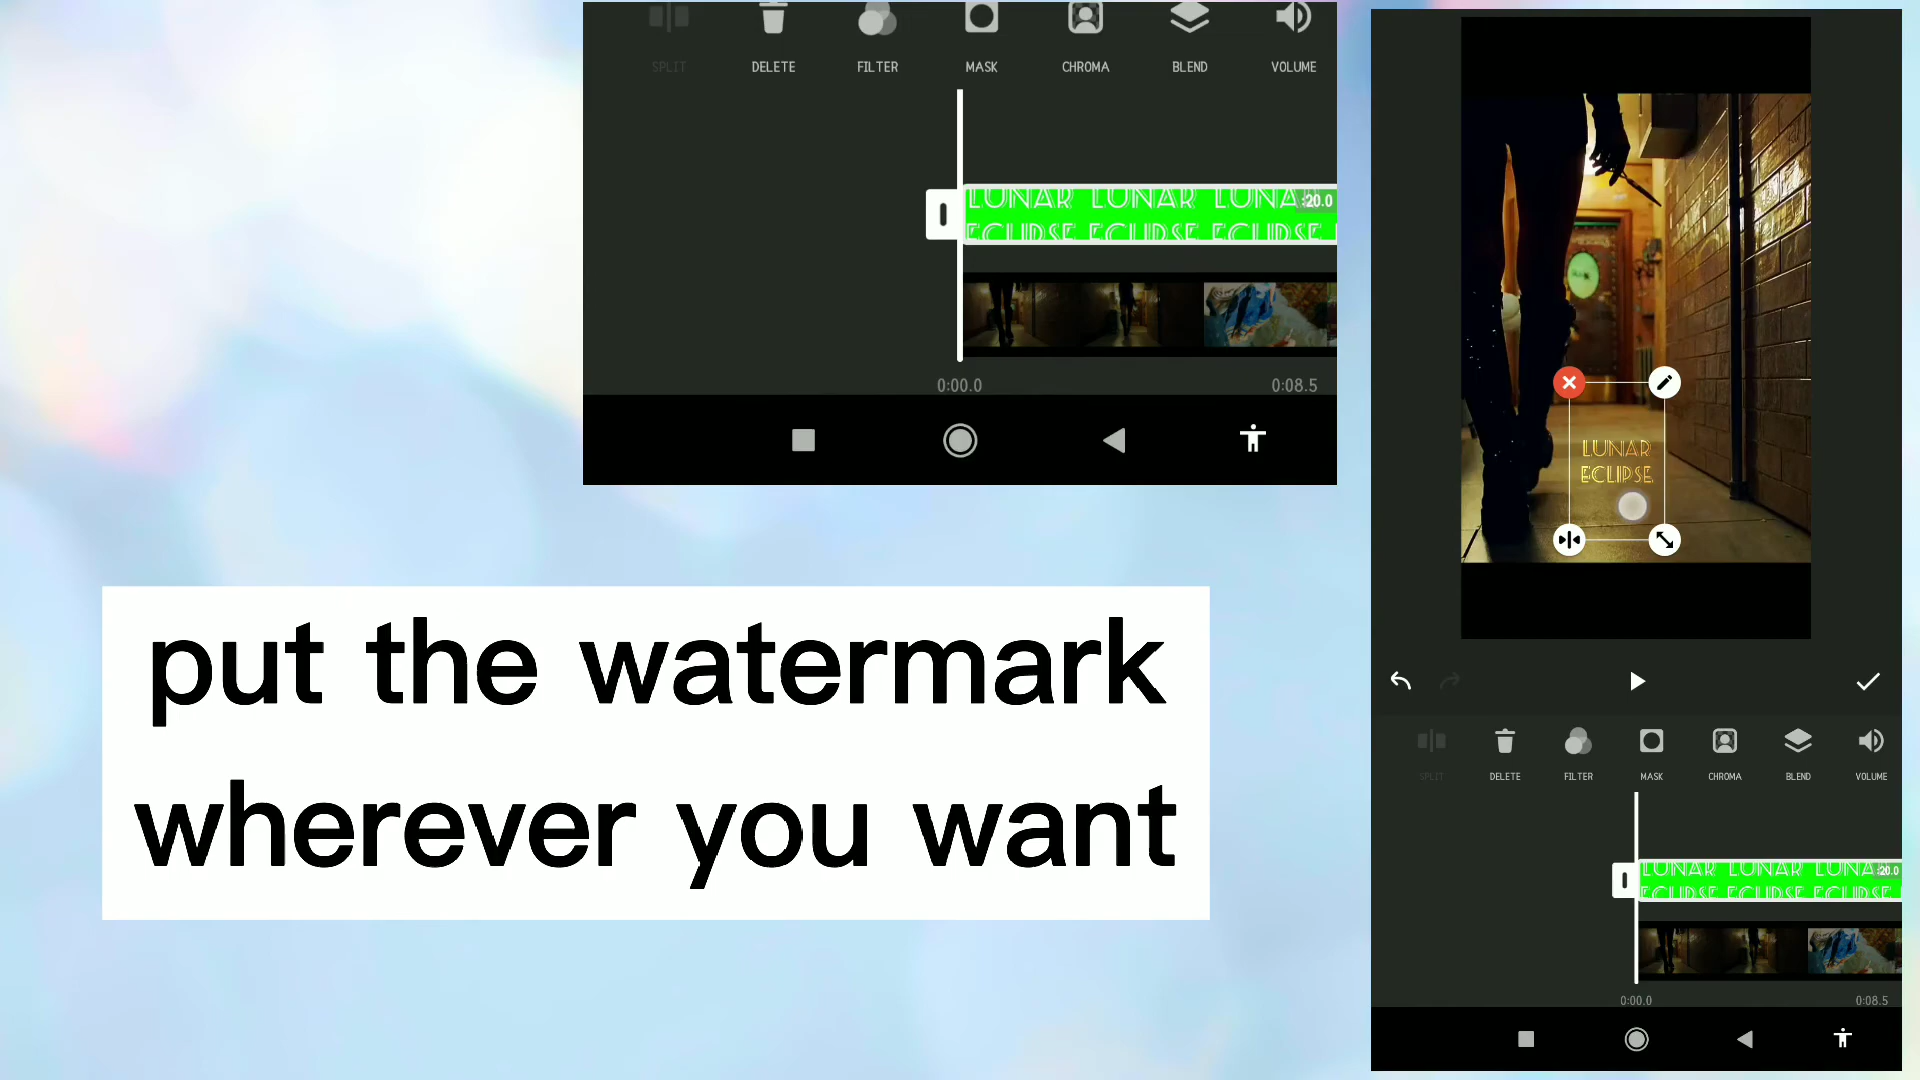 SPLIT DELETE FILTER MASK CHROMA BLEND VOLUME
LUNAR LUNAR LUNA :20.0
ECLIPSE ECLIPSE ECLIPSE
0:00.0 0:08.5
put the watermark
wherever you want
LUNAR
ECLIPSE
SPLIT DELETE FILTER MASK CHROMA BLEND VOLUME
LUNAR LUNAR LUNA :20.0
ECLIPSE ECLIPSE ECLIPSE
0:00.0 0:08.5